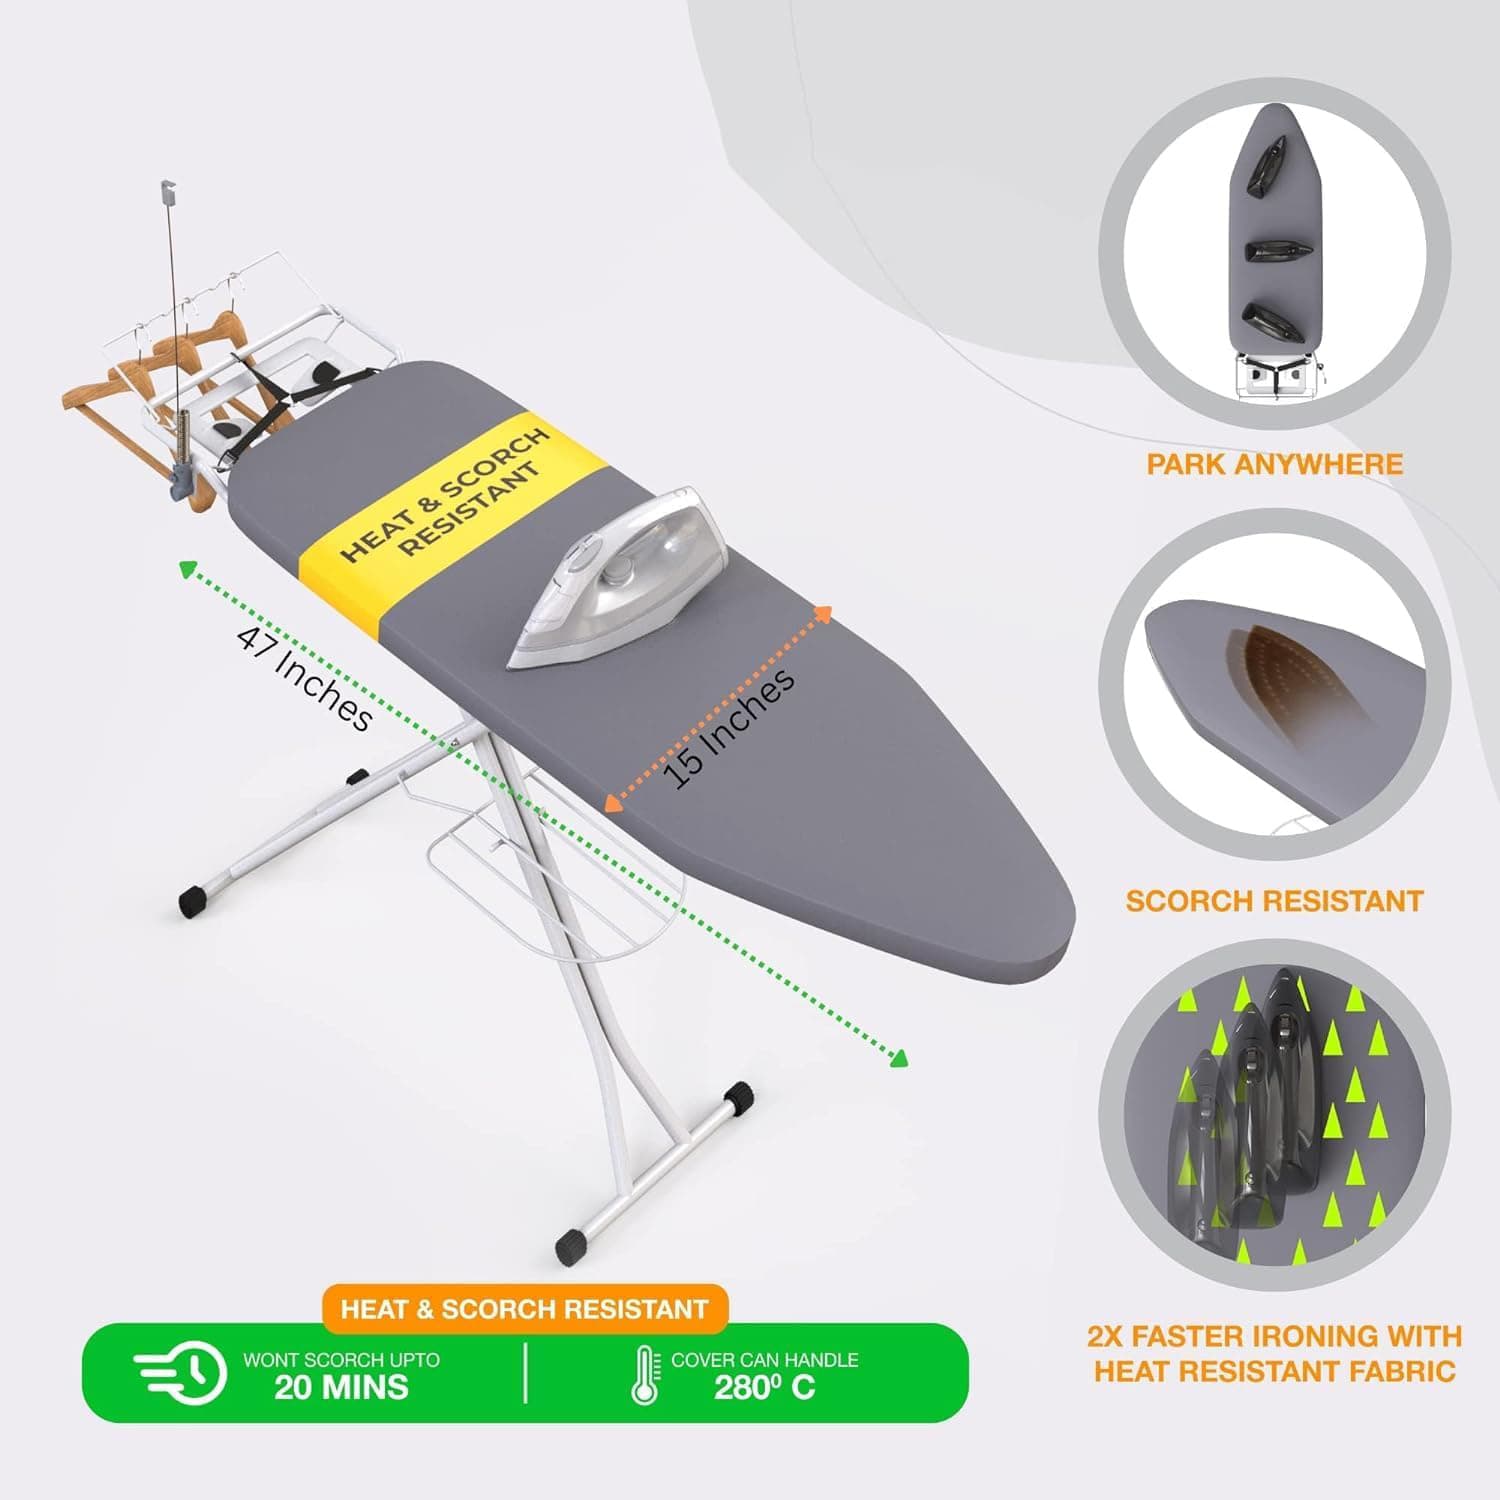 HEAT & SCORCH
RESISTANT
47 Inches
15 Inches
PARK ANYWHERE
SCORCH RESISTANT
2X FASTER IRONING WITH
HEAT RESISTANT FABRIC
HEAT & SCORCH RESISTANT
WONT SCORCH UPTO
20 MINS
COVER CAN HANDLE
280⁰ C